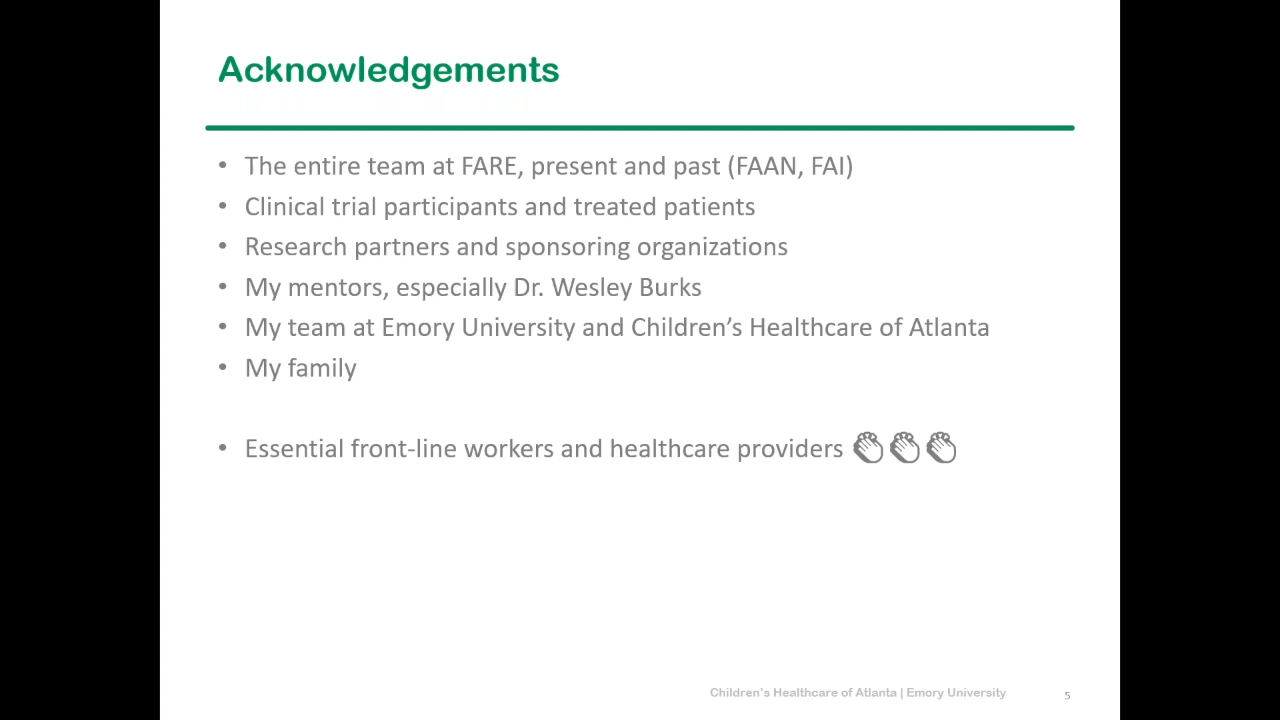 Acknowledgements
• The entire team at FARE, present and past (FAAN, FAI)
• Clinical trial participants and treated patients
• Research partners and sponsoring organizations
• My mentors, especially Dr. Wesley Burks
• My team at Emory University and Children’s Healthcare of Atlanta
• My family
• Essential front-line workers and healthcare providers 👏👏👏
Children’s Healthcare of Atlanta | Emory University
5